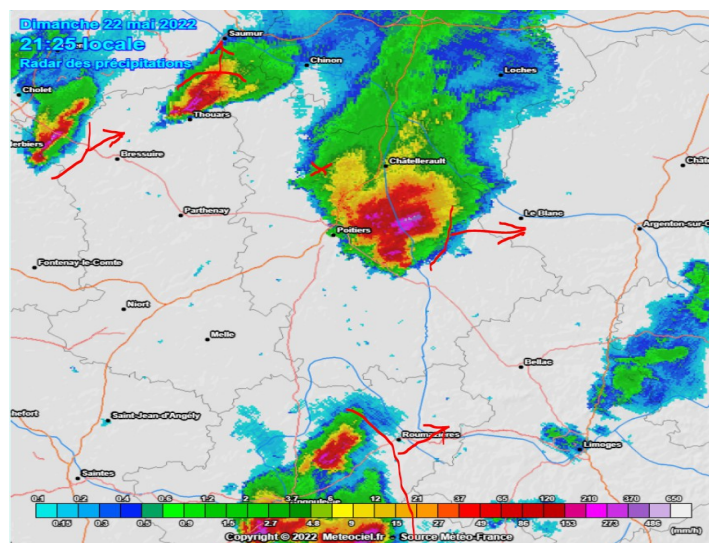 Dimanche 22 mai 2022
21:25 locale
Radar des précipitations
Saumur
Chinon
Loches
Cholet
Thouars
Herbiers
Bressuire
Châtellerault
Parthenay
Le Blanc
Poitiers
Argenton-sur-C
Fontenay-le-Comte
Niort
Melle
Bellac
hefort
Saint-Jean-d'Angély
Limoges
Saintes
0.1 0.2 0.4 0.6 1.2 2 3.7 6 12 21 37 65 120 210 370 650
0.15 0.3 0.5 0.9 1.5 2.7 4.8 9 15 27 49 86 153 273 486 (mm/h)
Copyright © 2022 Meteociel.fr - Source Météo-France